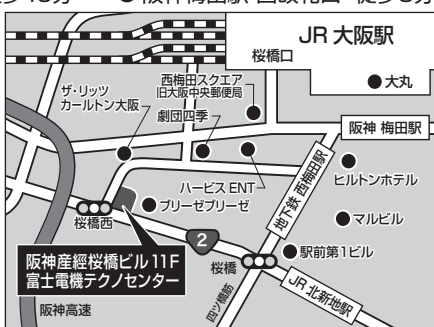 JR 大阪駅
桜橋口
大丸
西梅田スクエア
旧大阪中央郵便局
ザ・リッツ
カールトン大阪
劇団四季
阪神 梅田駅
ハービス ENT
ヒルトンホテル
地下鉄 西梅田駅
ブリーゼブリーゼ
桜橋西
マルビル
2
阪神産經桜橋ビル 11F
富士電機テクノセンター
桜橋
駅前第1ビル
四ツ橋筋
JR 北新地駅
阪神高速